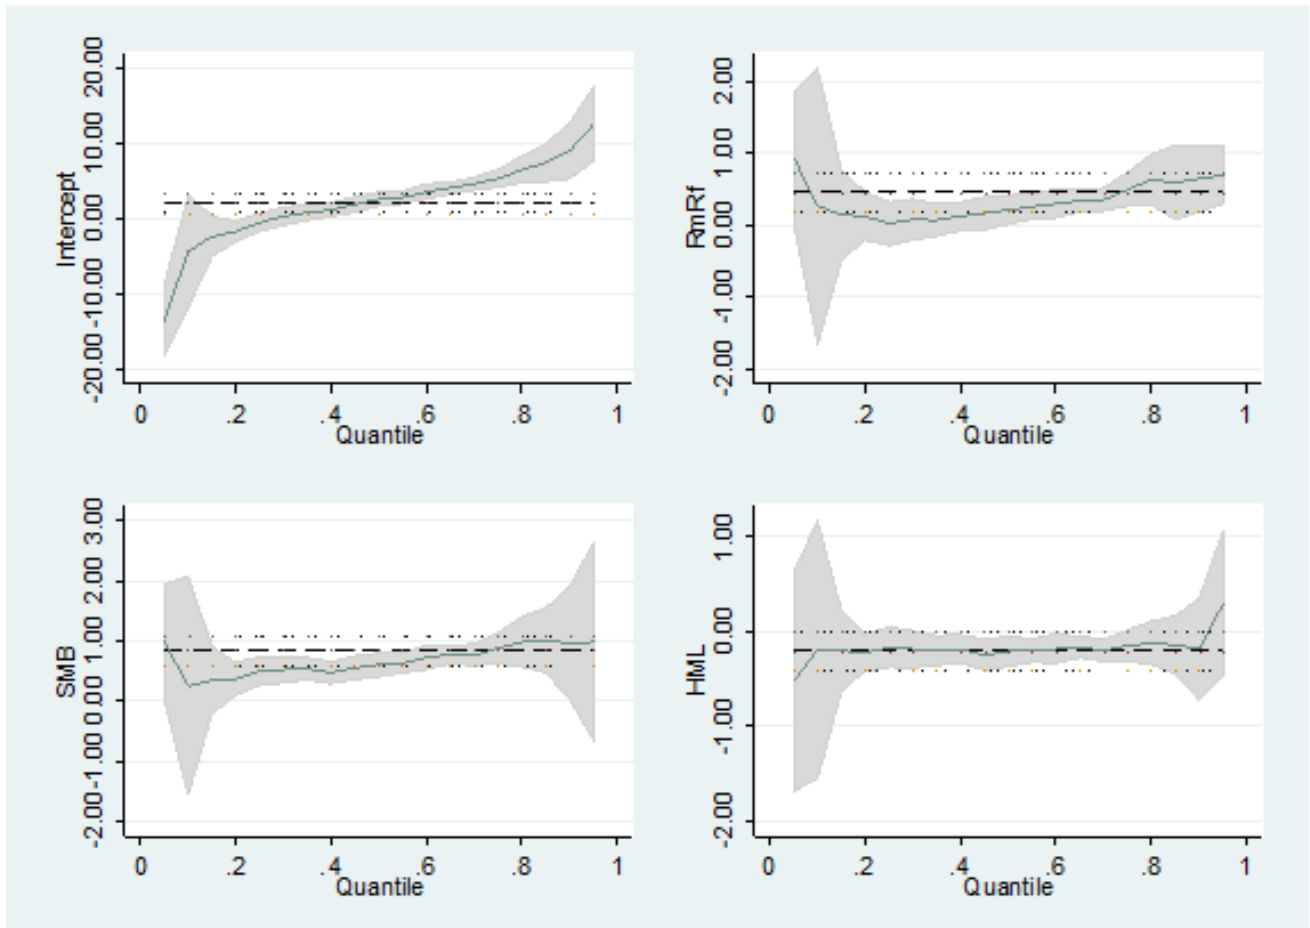 Intercept
-20.00 -10.00 0.00 10.00 20.00
0 .2 .4 .6 .8 1
Quantile
RmRf
-2.00 -1.00 0.00 1.00 2.00
0 .2 .4 .6 .8 1
Quantile
SMB
-2.00 -1.00 0.00 1.00 2.00 3.00
0 .2 .4 .6 .8 1
Quantile
HML
-2.00 -1.00 0.00 1.00
0 .2 .4 .6 .8 1
Quantile